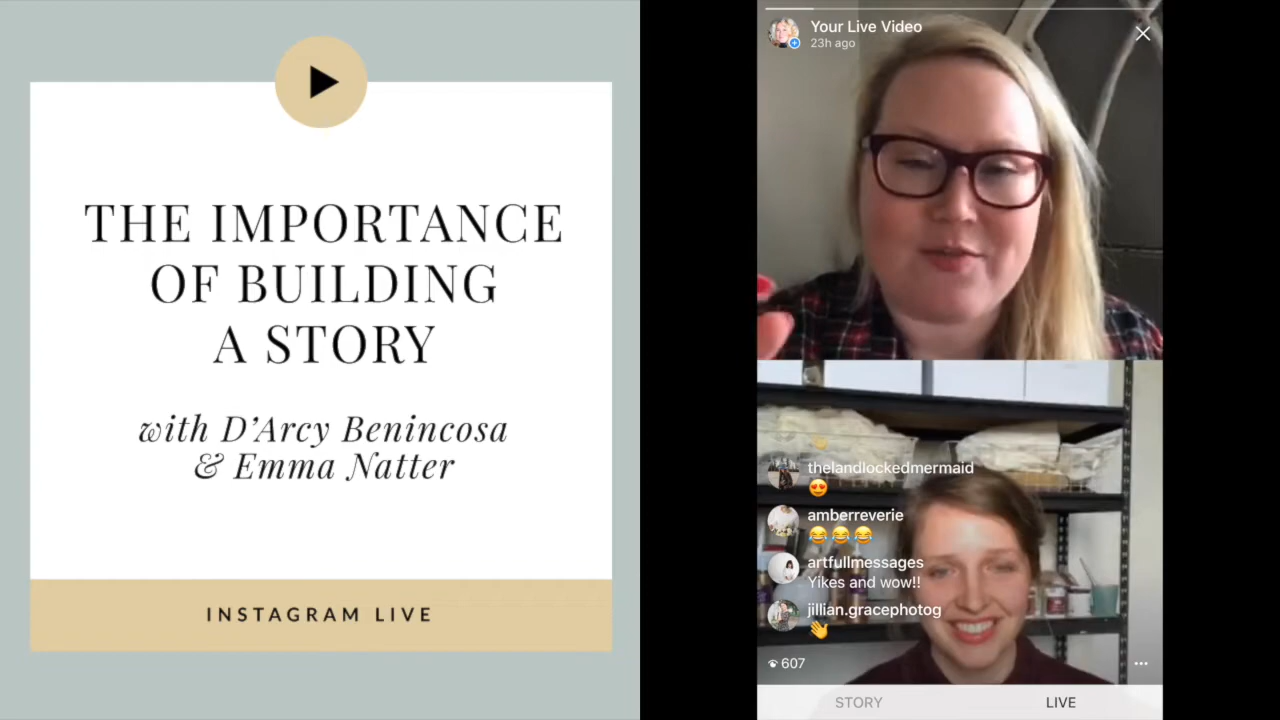 THE IMPORTANCE
OF BUILDING
A STORY
with D'Arcy Benincosa
& Emma Natter
INSTAGRAM LIVE
Your Live Video
23h ago
thelandlockedmermaid
😍
amberreverie
😂😂😂
artfullmessages
Yikes and wow!!
jillian.gracephotog
👋
607
STORY
LIVE